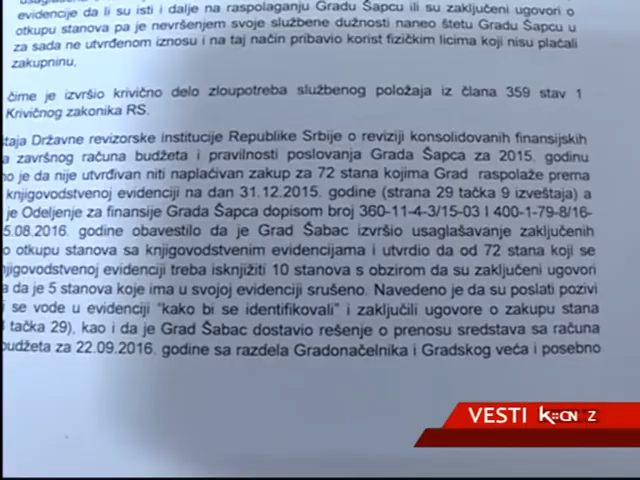 evidencije da li su isti i dalje na raspolaganju Gradu Šapcu ili su zaključeni ugovori o
otkupu stanova pa je nevršenjem svoje službene dužnosti naneo štetu Gradu Šapcu u
za sada ne utvrđenom iznosu i na taj način pribavio korist fizičkim licima koji nisu plaćali
zakupninu,
čime je izvršio krivično delo zloupotreba službenog položaja iz člana 359 stav 1
Krivičnog zakonika RS.
štaja Državne revizorske institucije Republike Srbije o reviziji konsolidovanih finansijskih
a završnog računa budžeta i pravilnosti poslovanja Grada Šapca za 2015. godinu
no je da nije utvrđivan niti naplaćivan zakup za 72 stana kojima Grad raspolaže prema
knjigovodstvenoj evidenciji na dan 31.12.2015. godine (strana 29 tačka 9 izveštaja) a
je Odeljenje za finansije Grada Šapca dopisom broj 360-11-4-3/15-03 I 400-1-79-8/16-
5.08.2016. godine obavestilo da je Grad Šabac izvršio usaglašavanje zaključenih
o otkupu stanova sa knjigovodstvenim evidencijama i utvrdio da od 72 stana koji se
njigovodstvenoj evidenciji treba isknjižiti 10 stanova s obzirom da su zaključeni ugovori
a da je 5 stanova koje ima u svojoj evidenciji srušeno. Navedeno je da su poslati pozivi
i se vode u evidenciji "kako bi se identifikovali" i zaključili ugovore o zakupu stana
tačka 29), kao i da je Grad Šabac dostavio rešenje o prenosu sredstava sa računa
budžeta za 22.09.2016. godine sa razdela Gradonačelnika i Gradskog veća i posebno
VESTI